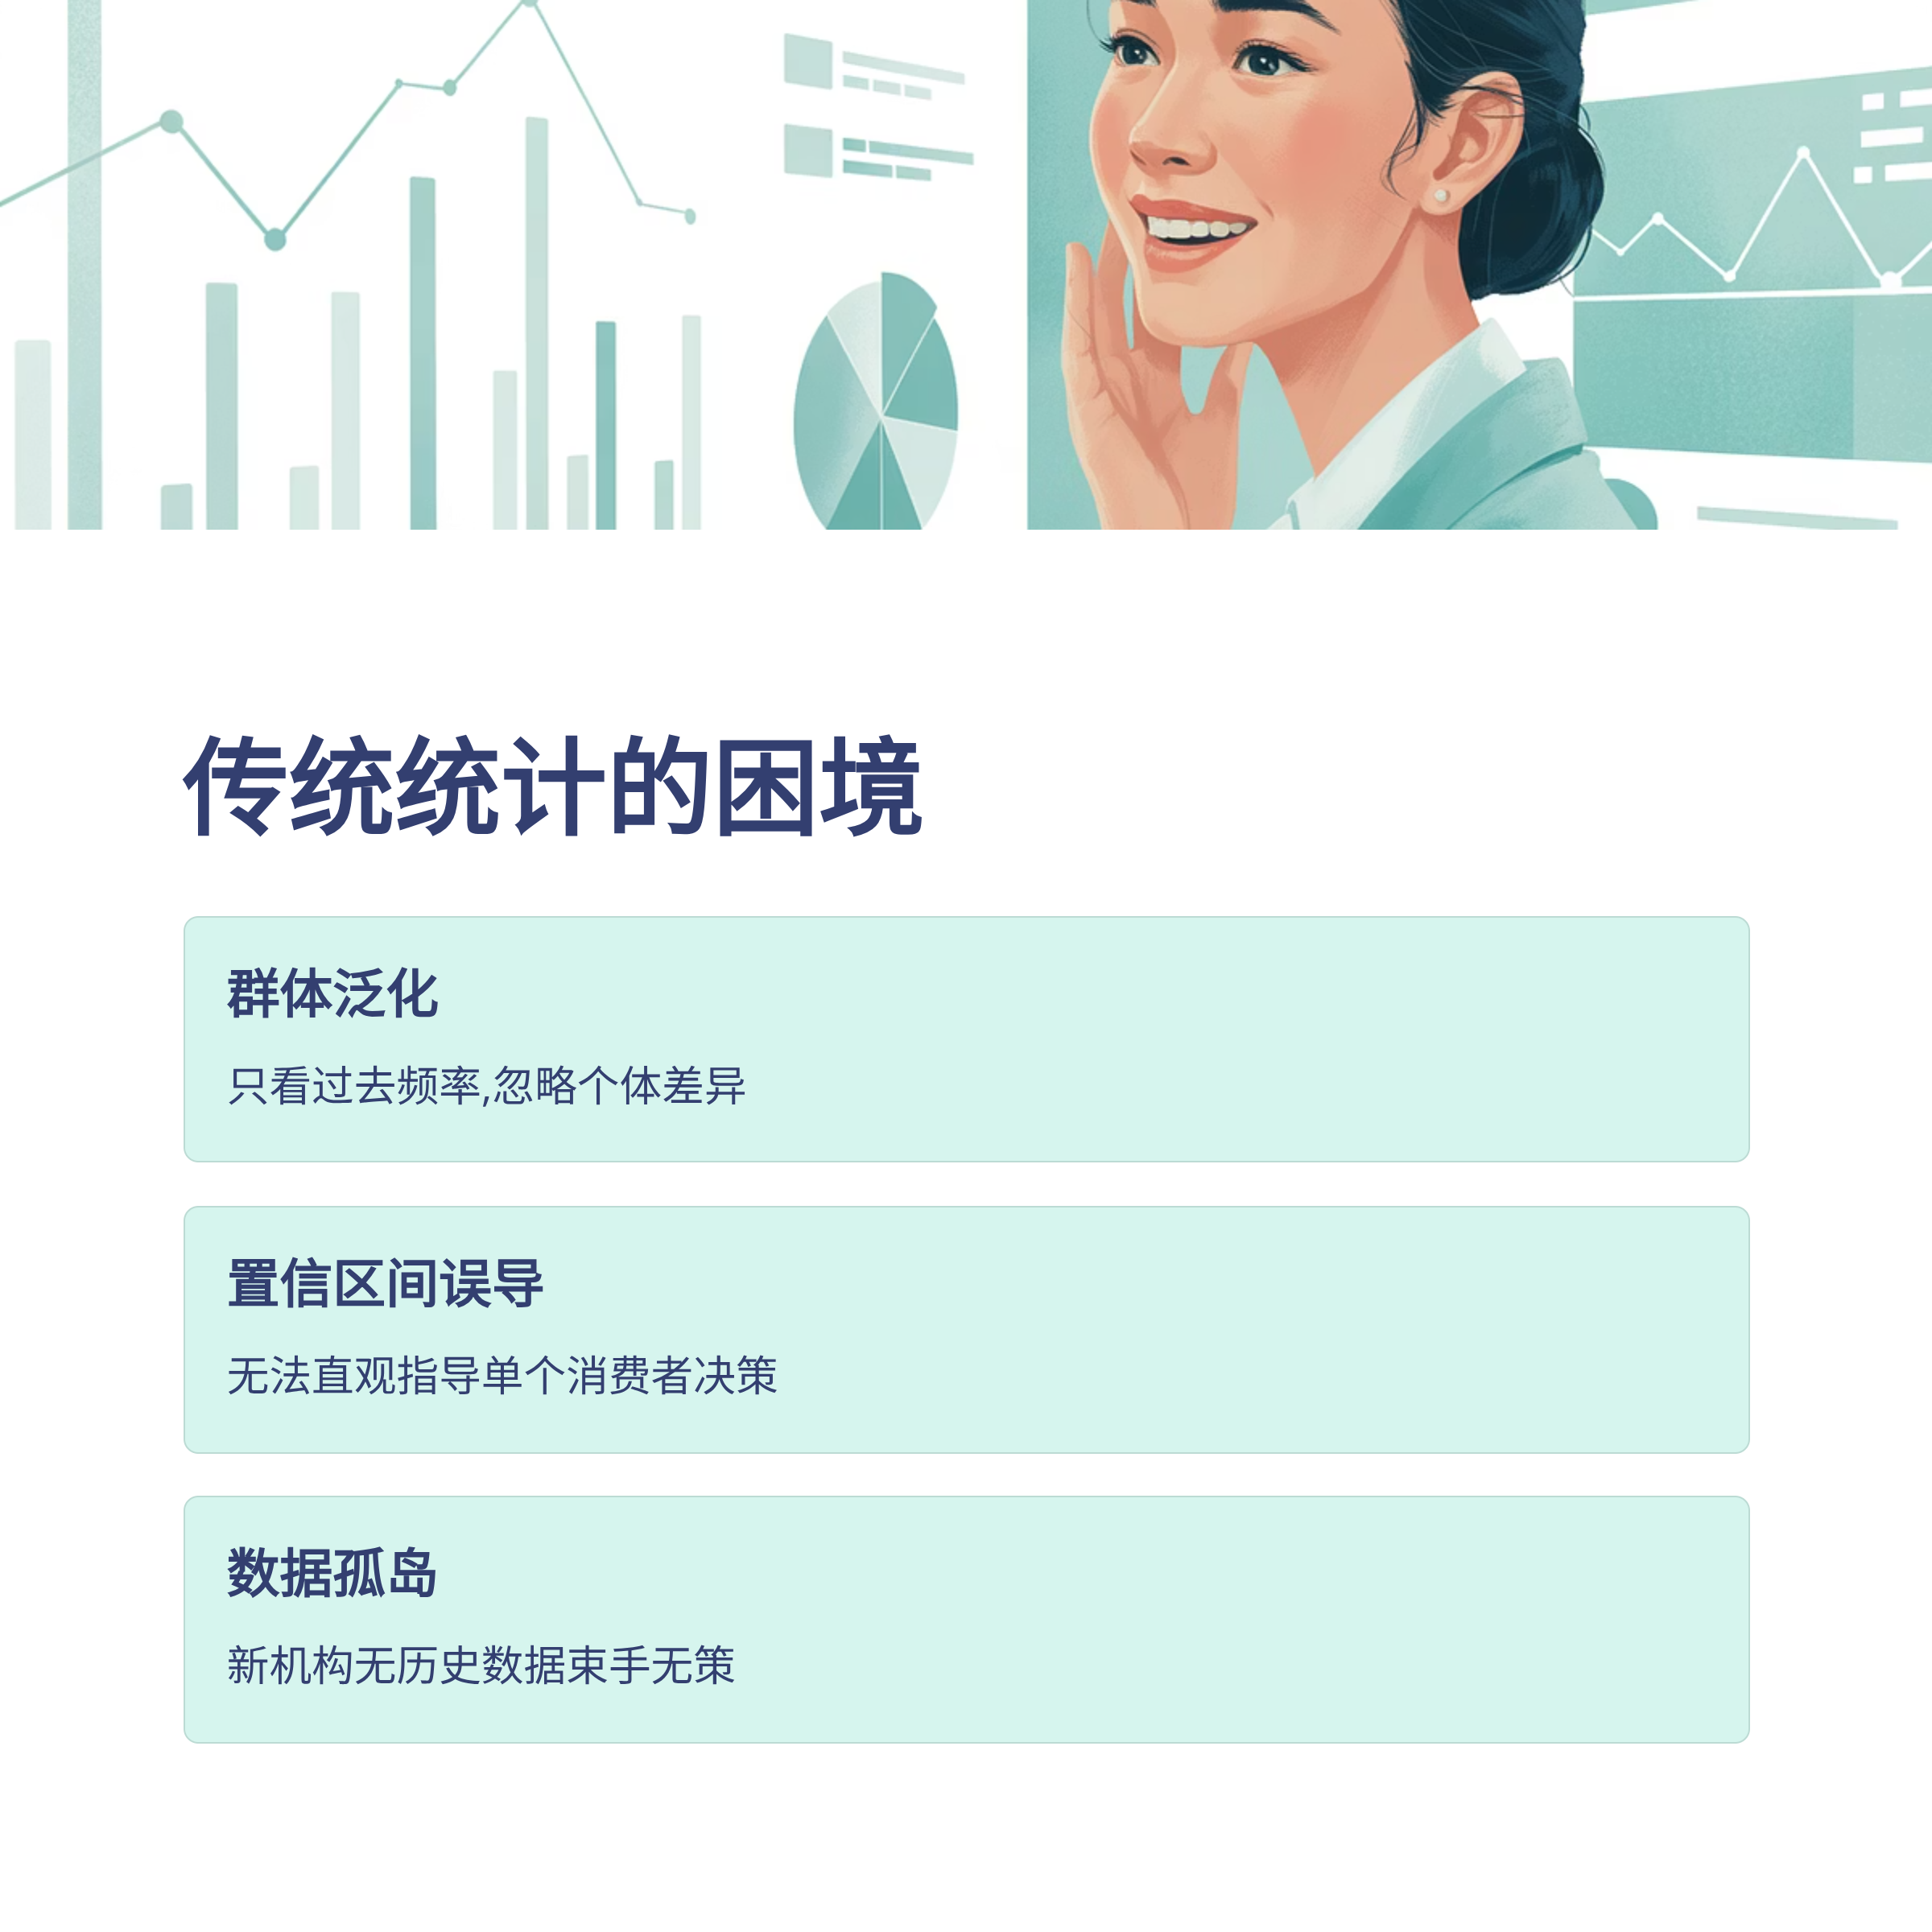 传统统计的困境
群体泛化
只看过去频率,忽略个体差异
置信区间误导
无法直观指导单个消费者决策
数据孤岛
新机构无历史数据束手无策